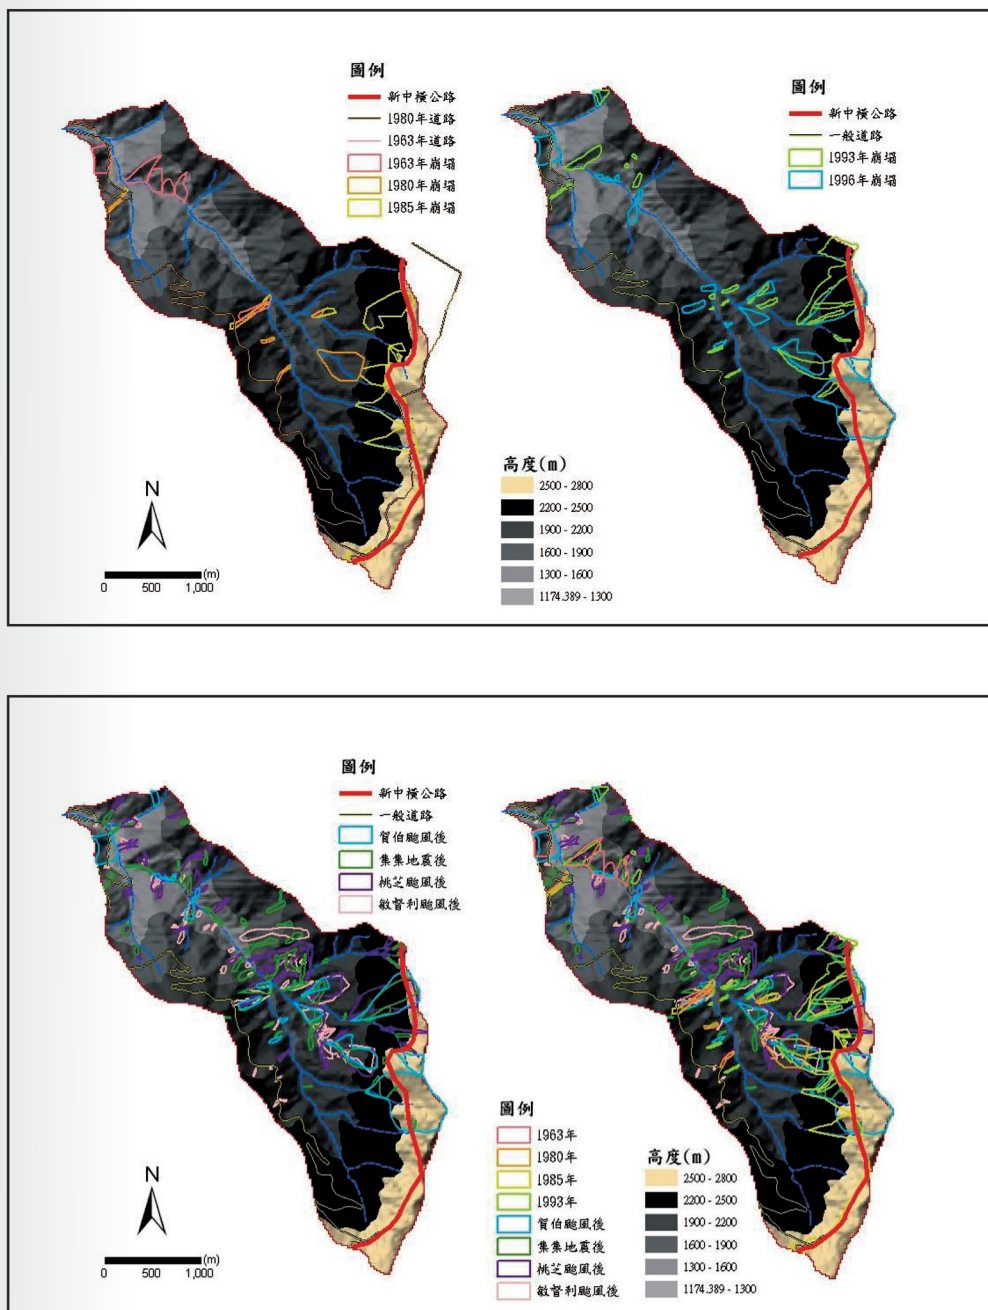 圖例
新中橫公路
1980年道路
1963年道路
1963年崩塌
1980年崩塌
1985年崩塌
圖例
新中橫公路
一般道路
1993年崩塌
1996年崩塌
高度(m)
2500 - 2800
2200 - 2500
1900 - 2200
1600 - 1900
1300 - 1600
1174.389 - 1300
N
(m)
0 500 1,000
圖例
新中橫公路
一般道路
賀伯颱風後
集集地震後
桃芝颱風後
敏督利颱風後
圖例
1963年
1980年
1985年
1993年
賀伯颱風後
集集地震後
桃芝颱風後
敏督利颱風後
高度(m)
2500 - 2800
2200 - 2500
1900 - 2200
1600 - 1900
1300 - 1600
1174.389 - 1300
N
(m)
0 500 1,000